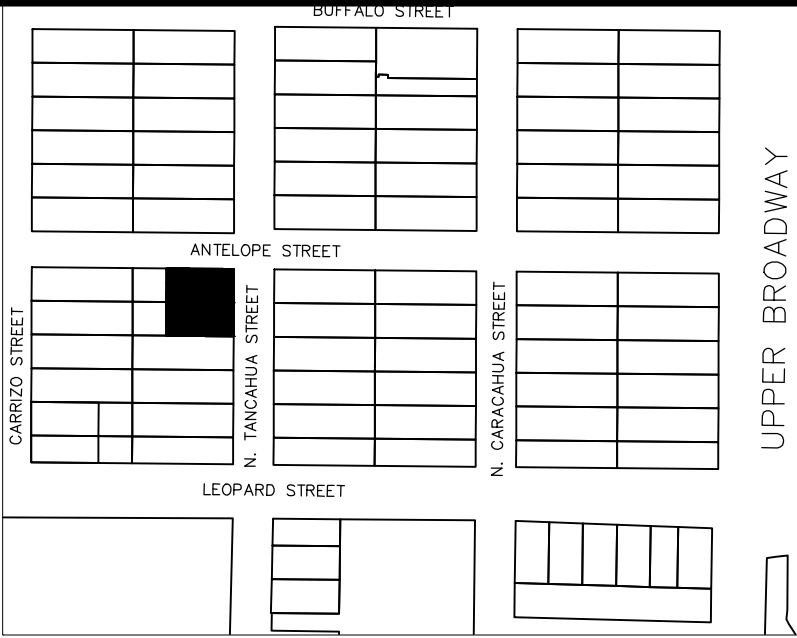 BUFFALO STREET
ANTELOPE STREET
CARRIZO STREET
N. TANCAHUA STREET
N. CARACAHUA STREET
UPPER BROADWAY
LEOPARD STREET